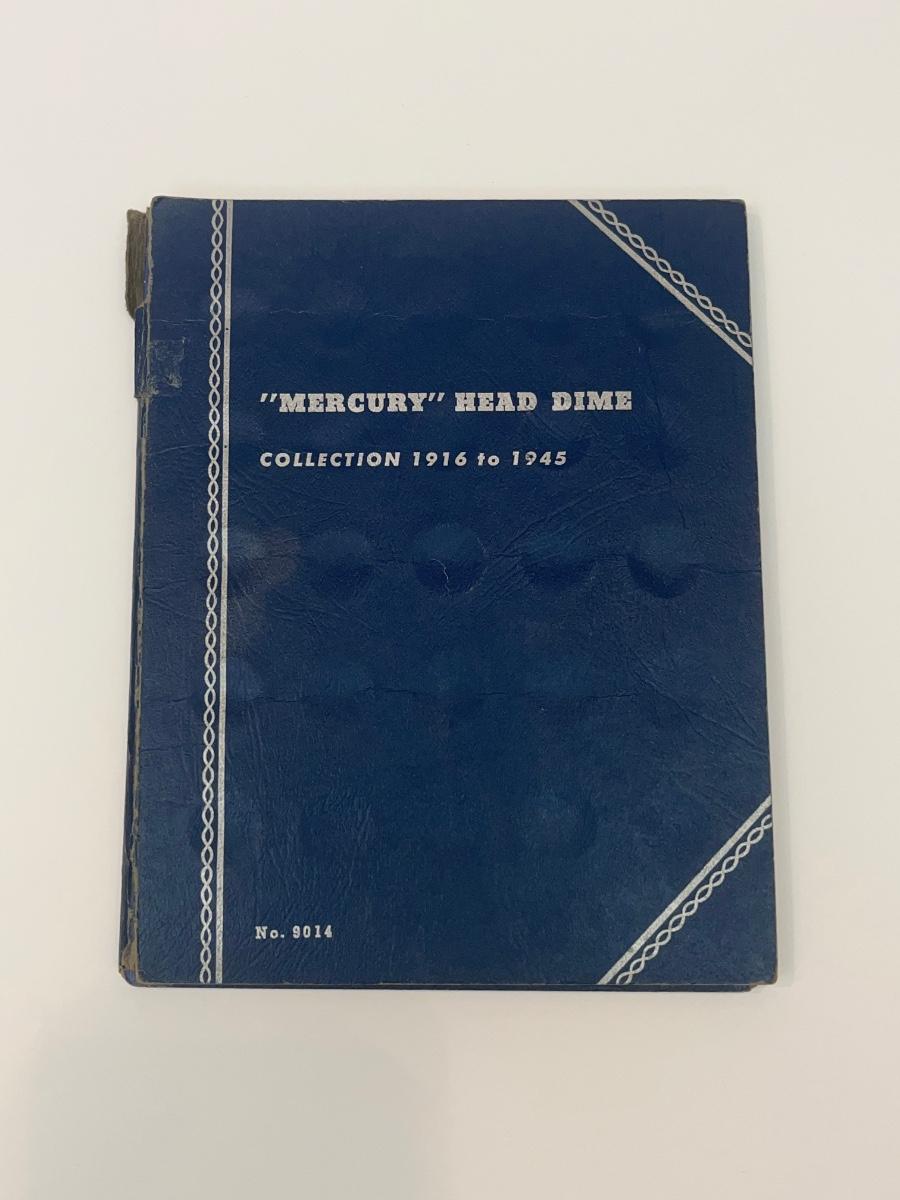 "MERCURY" HEAD DIME
COLLECTION 1916 to 1945
No. 9014